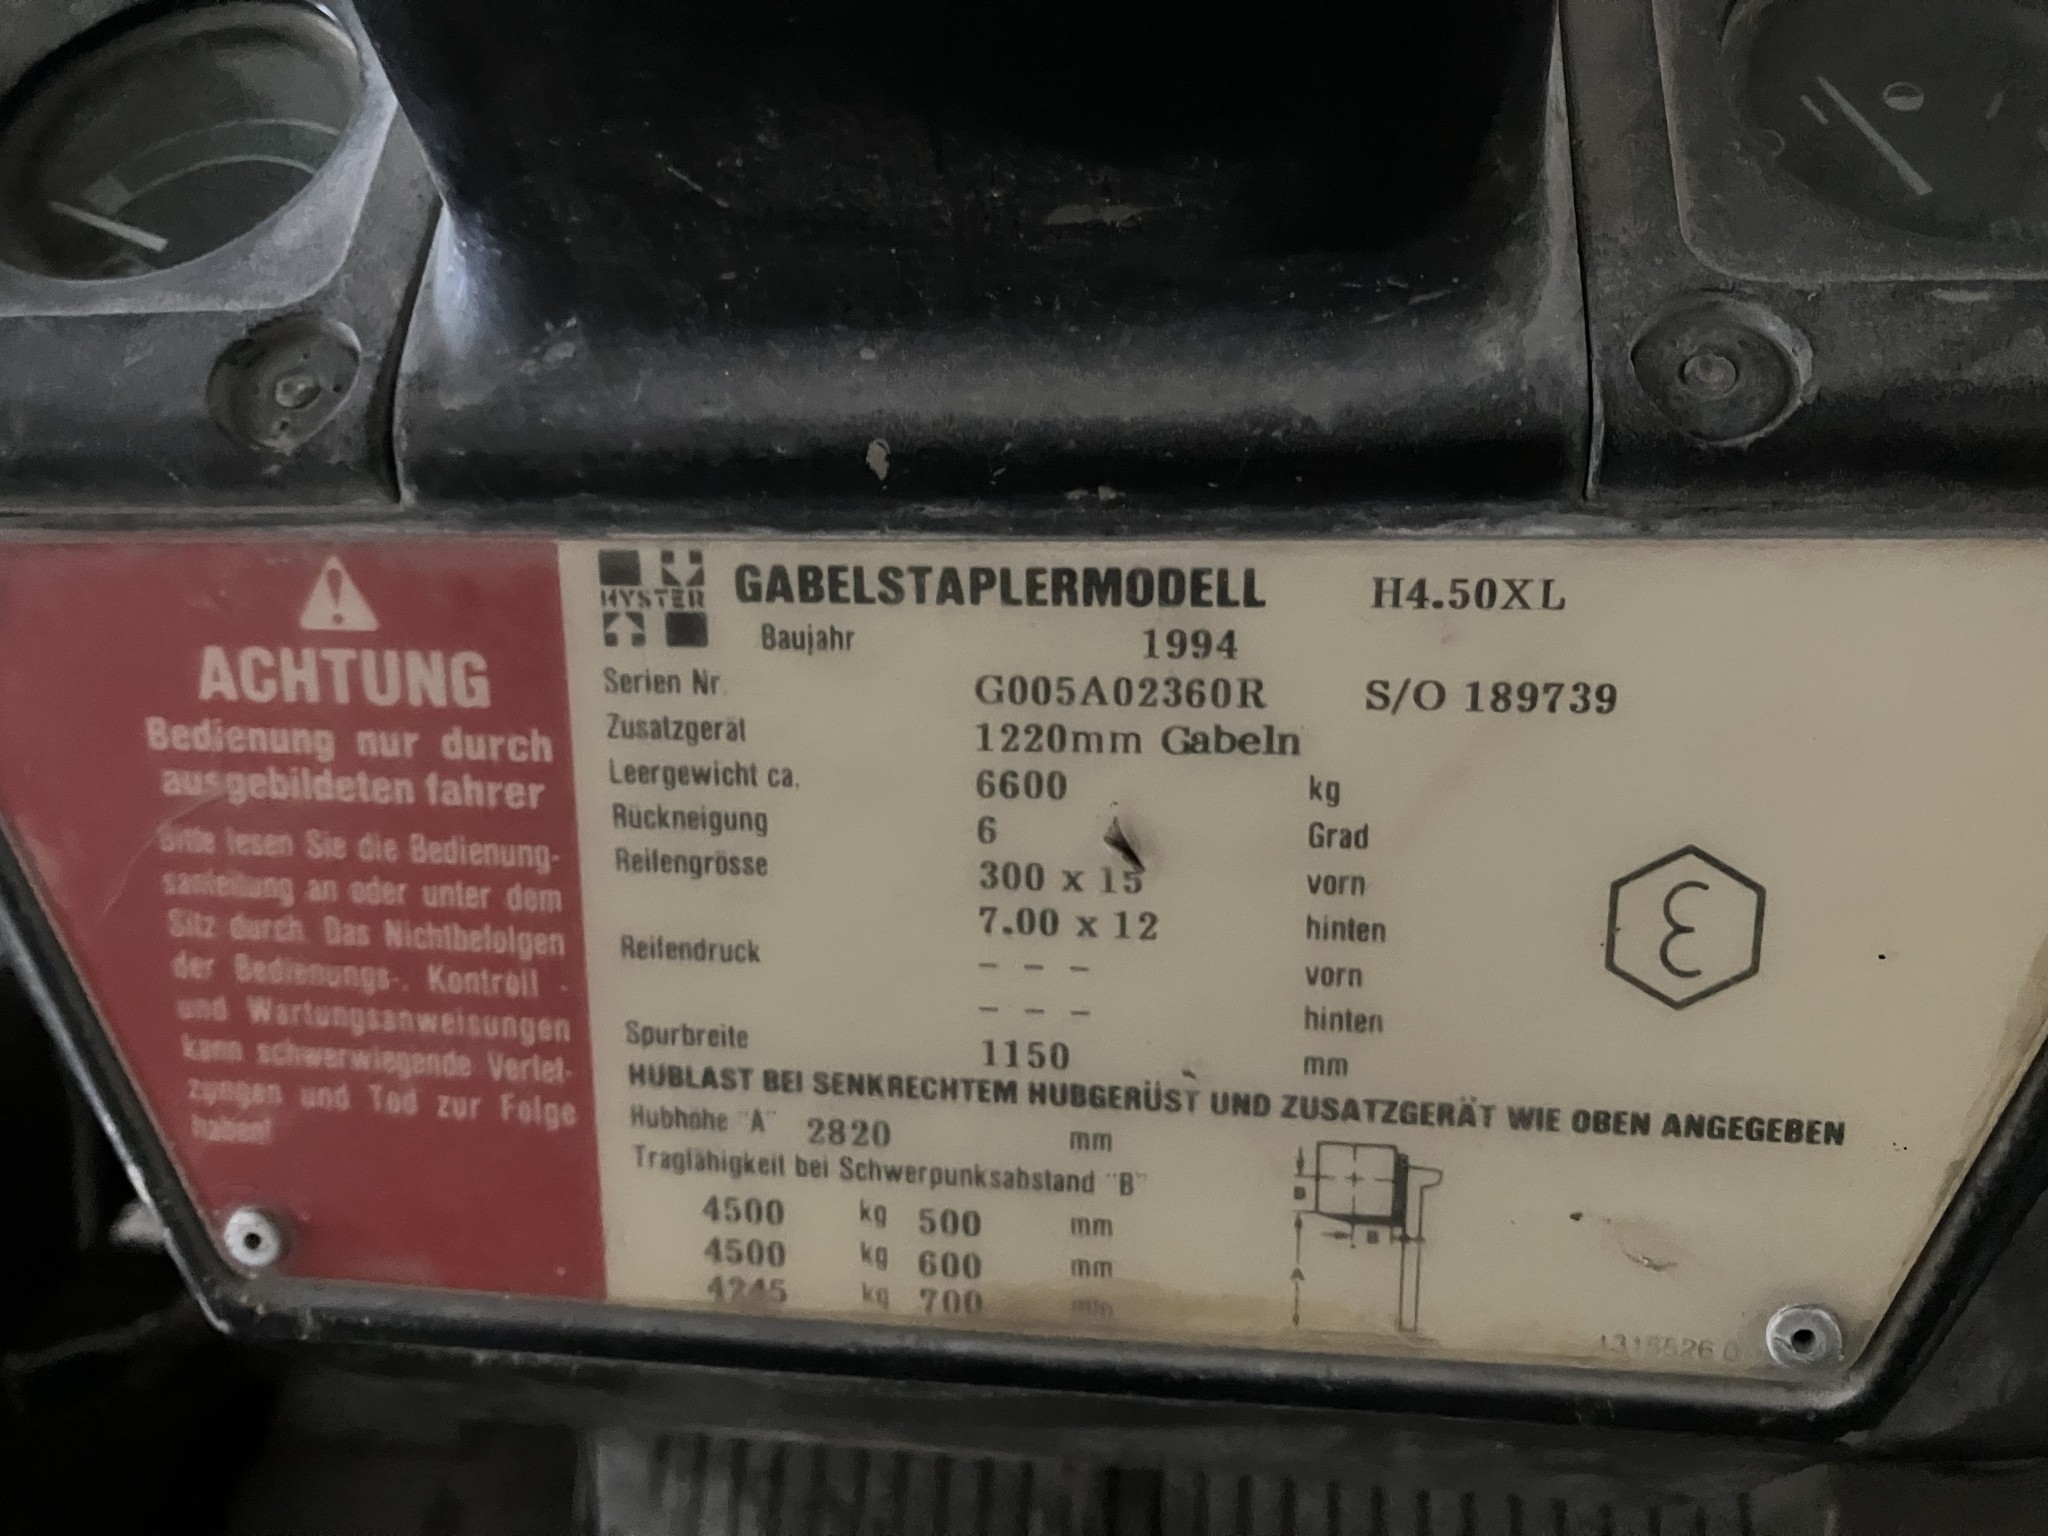 ACHTUNG
Bedienung nur durch
ausgebildeten fahrer
Bitte lesen Sie die Bedienung-
sanleitung an oder unter dem
Sitz durch. Das Nichtbefolgen
der Bedienungs-, Kontroll -
und Wartungsanweisungen
kann schwerwiegende Verlet-
zungen und Tod zur Folge
haben!
HYSTER
GABELSTAPLERMODELL H4.50XL
Baujahr 1994
Serien Nr. G005A02360R S/O 189739
Zusatzgerät 1220mm Gabeln
Leergewicht ca. 6600 kg
Rückneigung 6 Grad
Reifengrösse 300 x 15 vorn
7.00 x 12 hinten
Reifendruck - - - vorn
- - - hinten
Spurbreite 1150 mm
HUBLAST BEI SENKRECHTEM HUBGERÜST UND ZUSATZGERÄT WIE OBEN ANGEGEBEN
Hubhöhe "A" 2820 mm
Tragfähigkeit bei Schwerpunksabstand "B"
4500 kg 500 mm
4500 kg 600 mm
4245 kg 700 mm
B
B
A